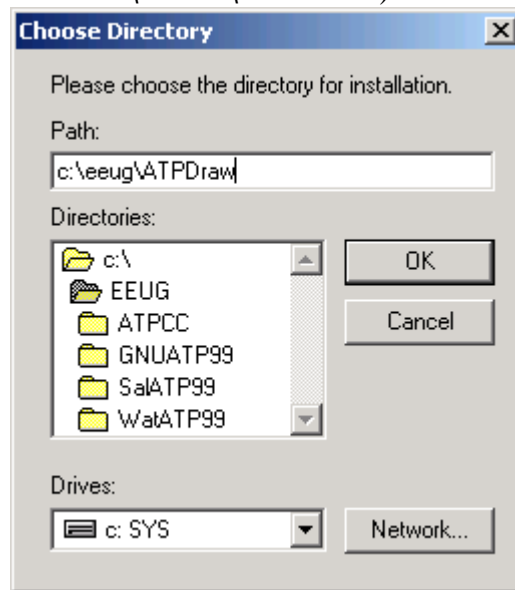 Choose Directory
Please choose the directory for installation.
Path:
c:\eeug\ATPDraw
Directories:
c:\
EEUG
ATPCC
GNUATP99
SalATP99
WatATP99
OK
Cancel
Drives:
c: SYS
Network...